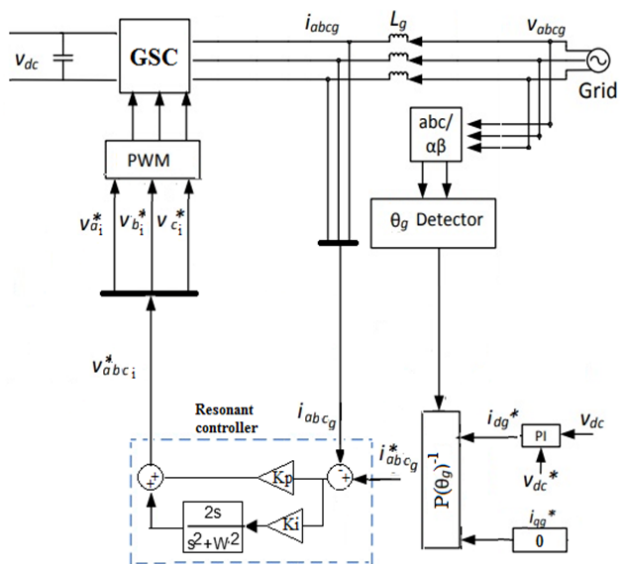 i_abcg
L_g
v_abcg
v_dc
GSC
Grid
abc/
αβ
PWM
θ_g Detector
v_ai*
v_bi*
v_ci*
v*_abci
Resonant
controller
i_abcg
i*_abcg
i_dg*
PI
v_dc
v_dc*
P(θ_g)^-1
i_qg*
0
Kp
+
+
+
+
Ki
2s
s²+W·²